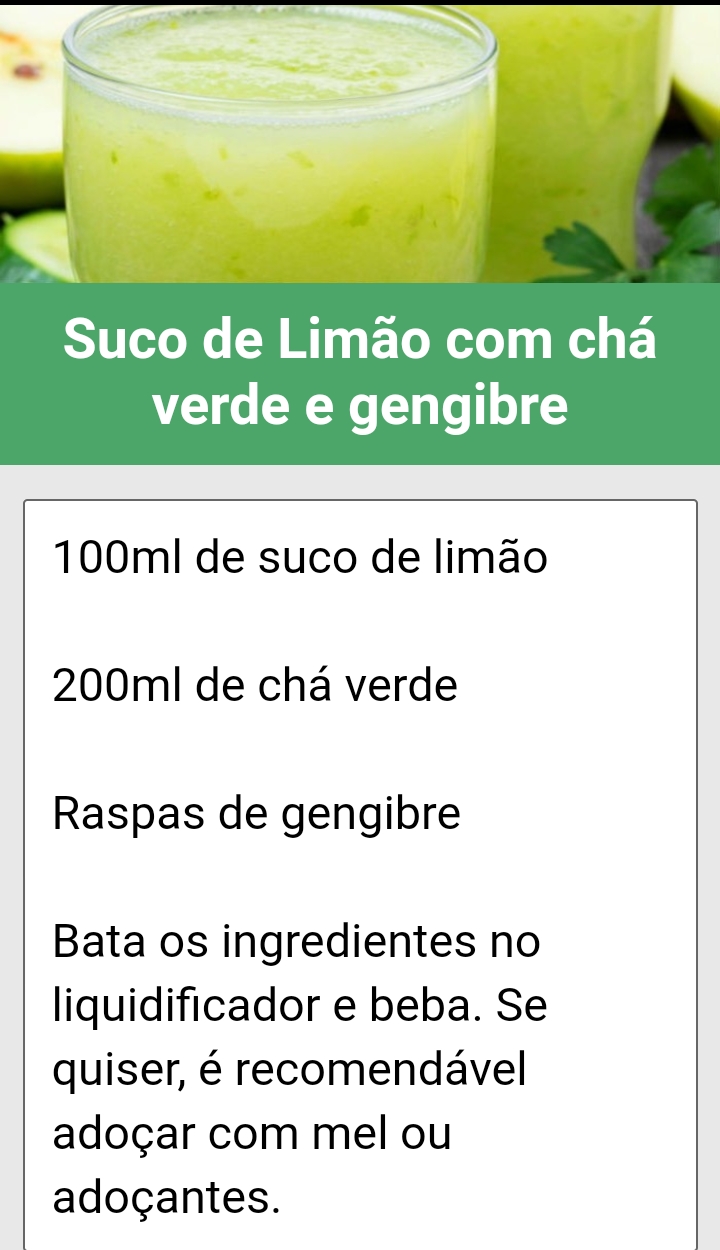 Suco de Limão com chá
verde e gengibre
100ml de suco de limão
200ml de chá verde
Raspas de gengibre
Bata os ingredientes no
liquidificador e beba. Se
quiser, é recomendável
adoçar com mel ou
adoçantes.